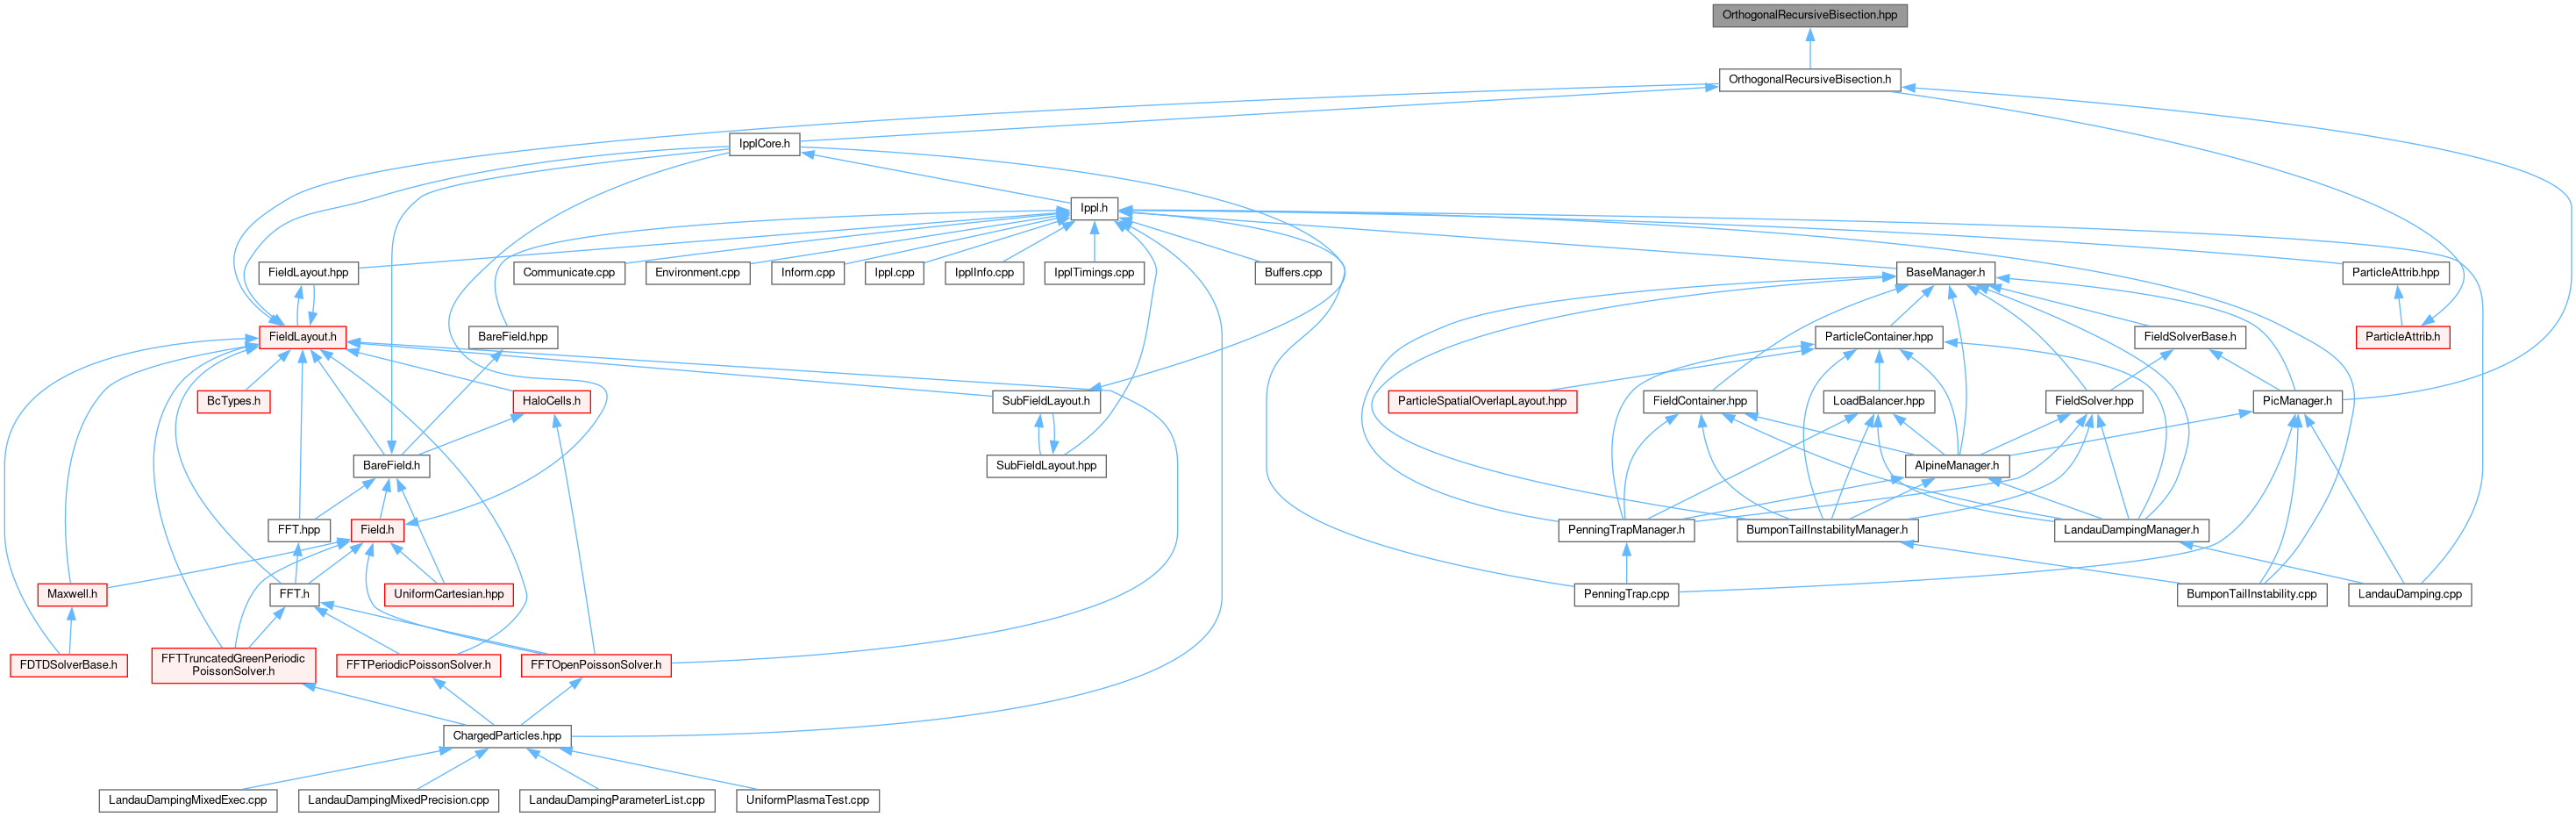 OrthogonalRecursiveBisection.hpp
OrthogonalRecursiveBisection.h
IpplCore.h
Ippl.h
FieldLayout.hpp
Communicate.cpp
Environment.cpp
Inform.cpp
Ippl.cpp
IpplInfo.cpp
IpplTimings.cpp
Buffers.cpp
BaseManager.h
ParticleAttrib.hpp
FieldLayout.h
BareField.hpp
ParticleContainer.hpp
FieldSolverBase.h
ParticleAttrib.h
BcTypes.h
HaloCells.h
SubFieldLayout.h
ParticleSpatialOverlapLayout.hpp
FieldContainer.hpp
LoadBalancer.hpp
FieldSolver.hpp
PicManager.h
BareField.h
SubFieldLayout.hpp
AlpineManager.h
FFT.hpp
Field.h
PenningTrapManager.h
BumponTailInstabilityManager.h
LandauDampingManager.h
Maxwell.h
FFT.h
UniformCartesian.hpp
PenningTrap.cpp
BumponTailInstability.cpp
LandauDamping.cpp
FDTDSolverBase.h
FFTTruncatedGreenPeriodic
PoissonSolver.h
FFTPeriodicPoissonSolver.h
FFTOpenPoissonSolver.h
ChargedParticles.hpp
LandauDampingMixedExec.cpp
LandauDampingMixedPrecision.cpp
LandauDampingParameterList.cpp
UniformPlasmaTest.cpp